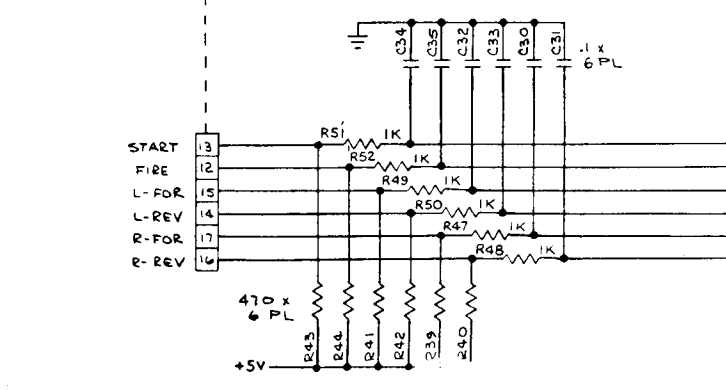 C34 C35 C32 C33 C30 C31
.1 x
6 PL
START 13 R51 1K
FIRE 12 R52 1K
L-FOR 15 R49 1K
L-REV 14 R50 1K
R-FOR 17 R47 1K
R-REV 16 R48 1K
470 x
6 PL
R43 R44 R41 R42 R39 R40
+5V